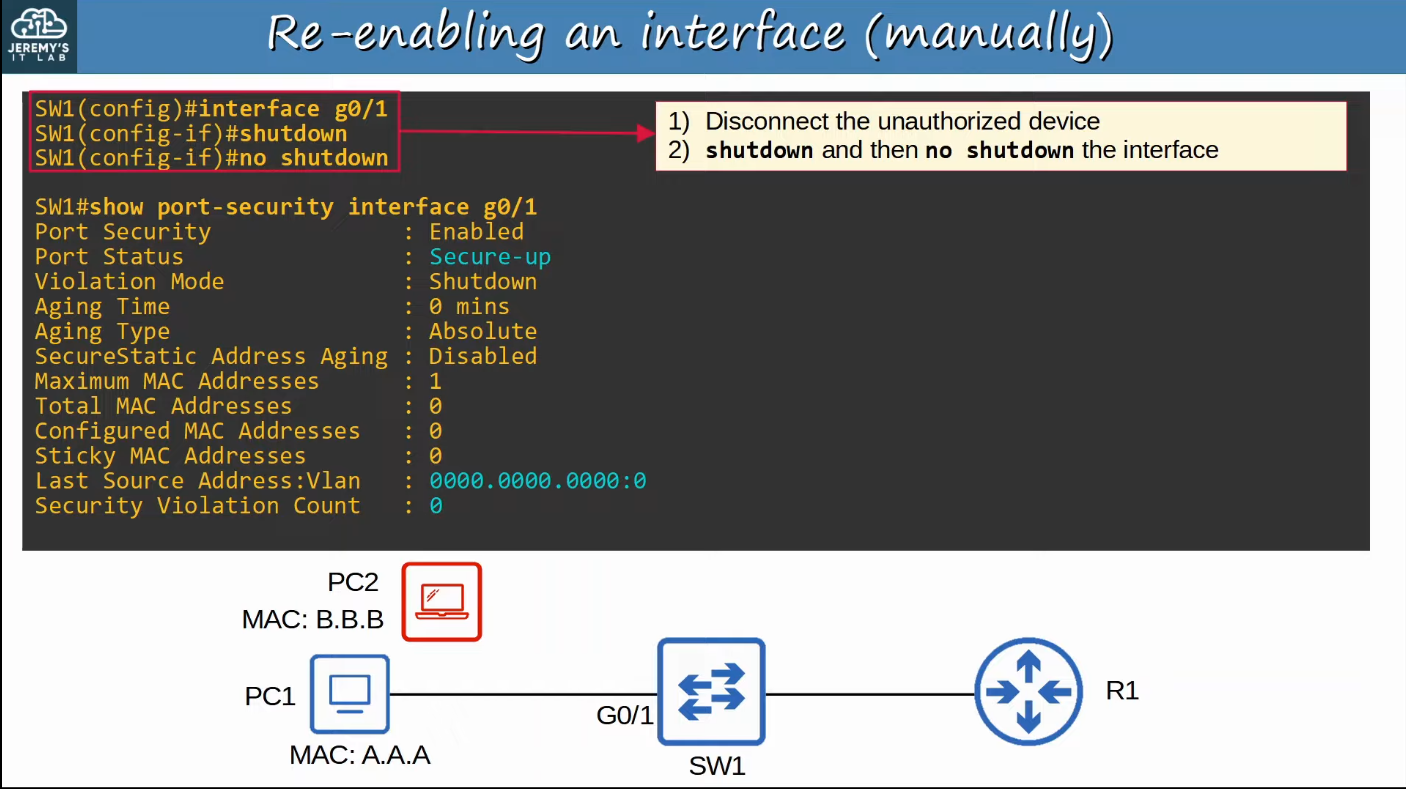 JEREMY'S
IT LAB
Re-enabling an interface (manually)
SW1(config)#interface g0/1
SW1(config-if)#shutdown
SW1(config-if)#no shutdown
1) Disconnect the unauthorized device
2) shutdown and then no shutdown the interface
SW1#show port-security interface g0/1
Port Security : Enabled
Port Status : Secure-up
Violation Mode : Shutdown
Aging Time : 0 mins
Aging Type : Absolute
SecureStatic Address Aging : Disabled
Maximum MAC Addresses : 1
Total MAC Addresses : 0
Configured MAC Addresses : 0
Sticky MAC Addresses : 0
Last Source Address:Vlan : 0000.0000.0000:0
Security Violation Count : 0
PC2
MAC: B.B.B
PC1
MAC: A.A.A
G0/1
SW1
R1